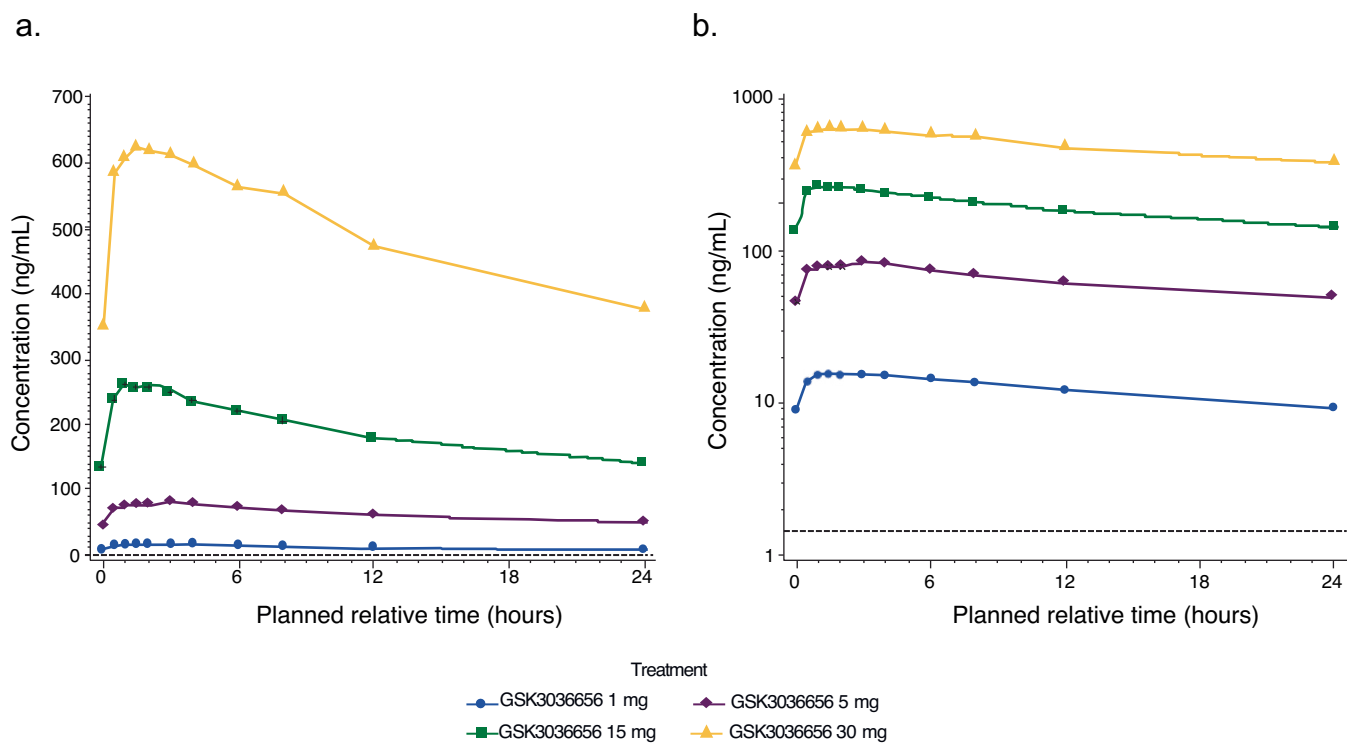 a.
b.
700
600
500
400
300
200
100
0
Concentration (ng/mL)
0 6 12 18 24
Planned relative time (hours)
1000
100
10
1
Concentration (ng/mL)
0 6 12 18 24
Planned relative time (hours)
Treatment
GSK3036656 1 mg GSK3036656 5 mg
GSK3036656 15 mg GSK3036656 30 mg